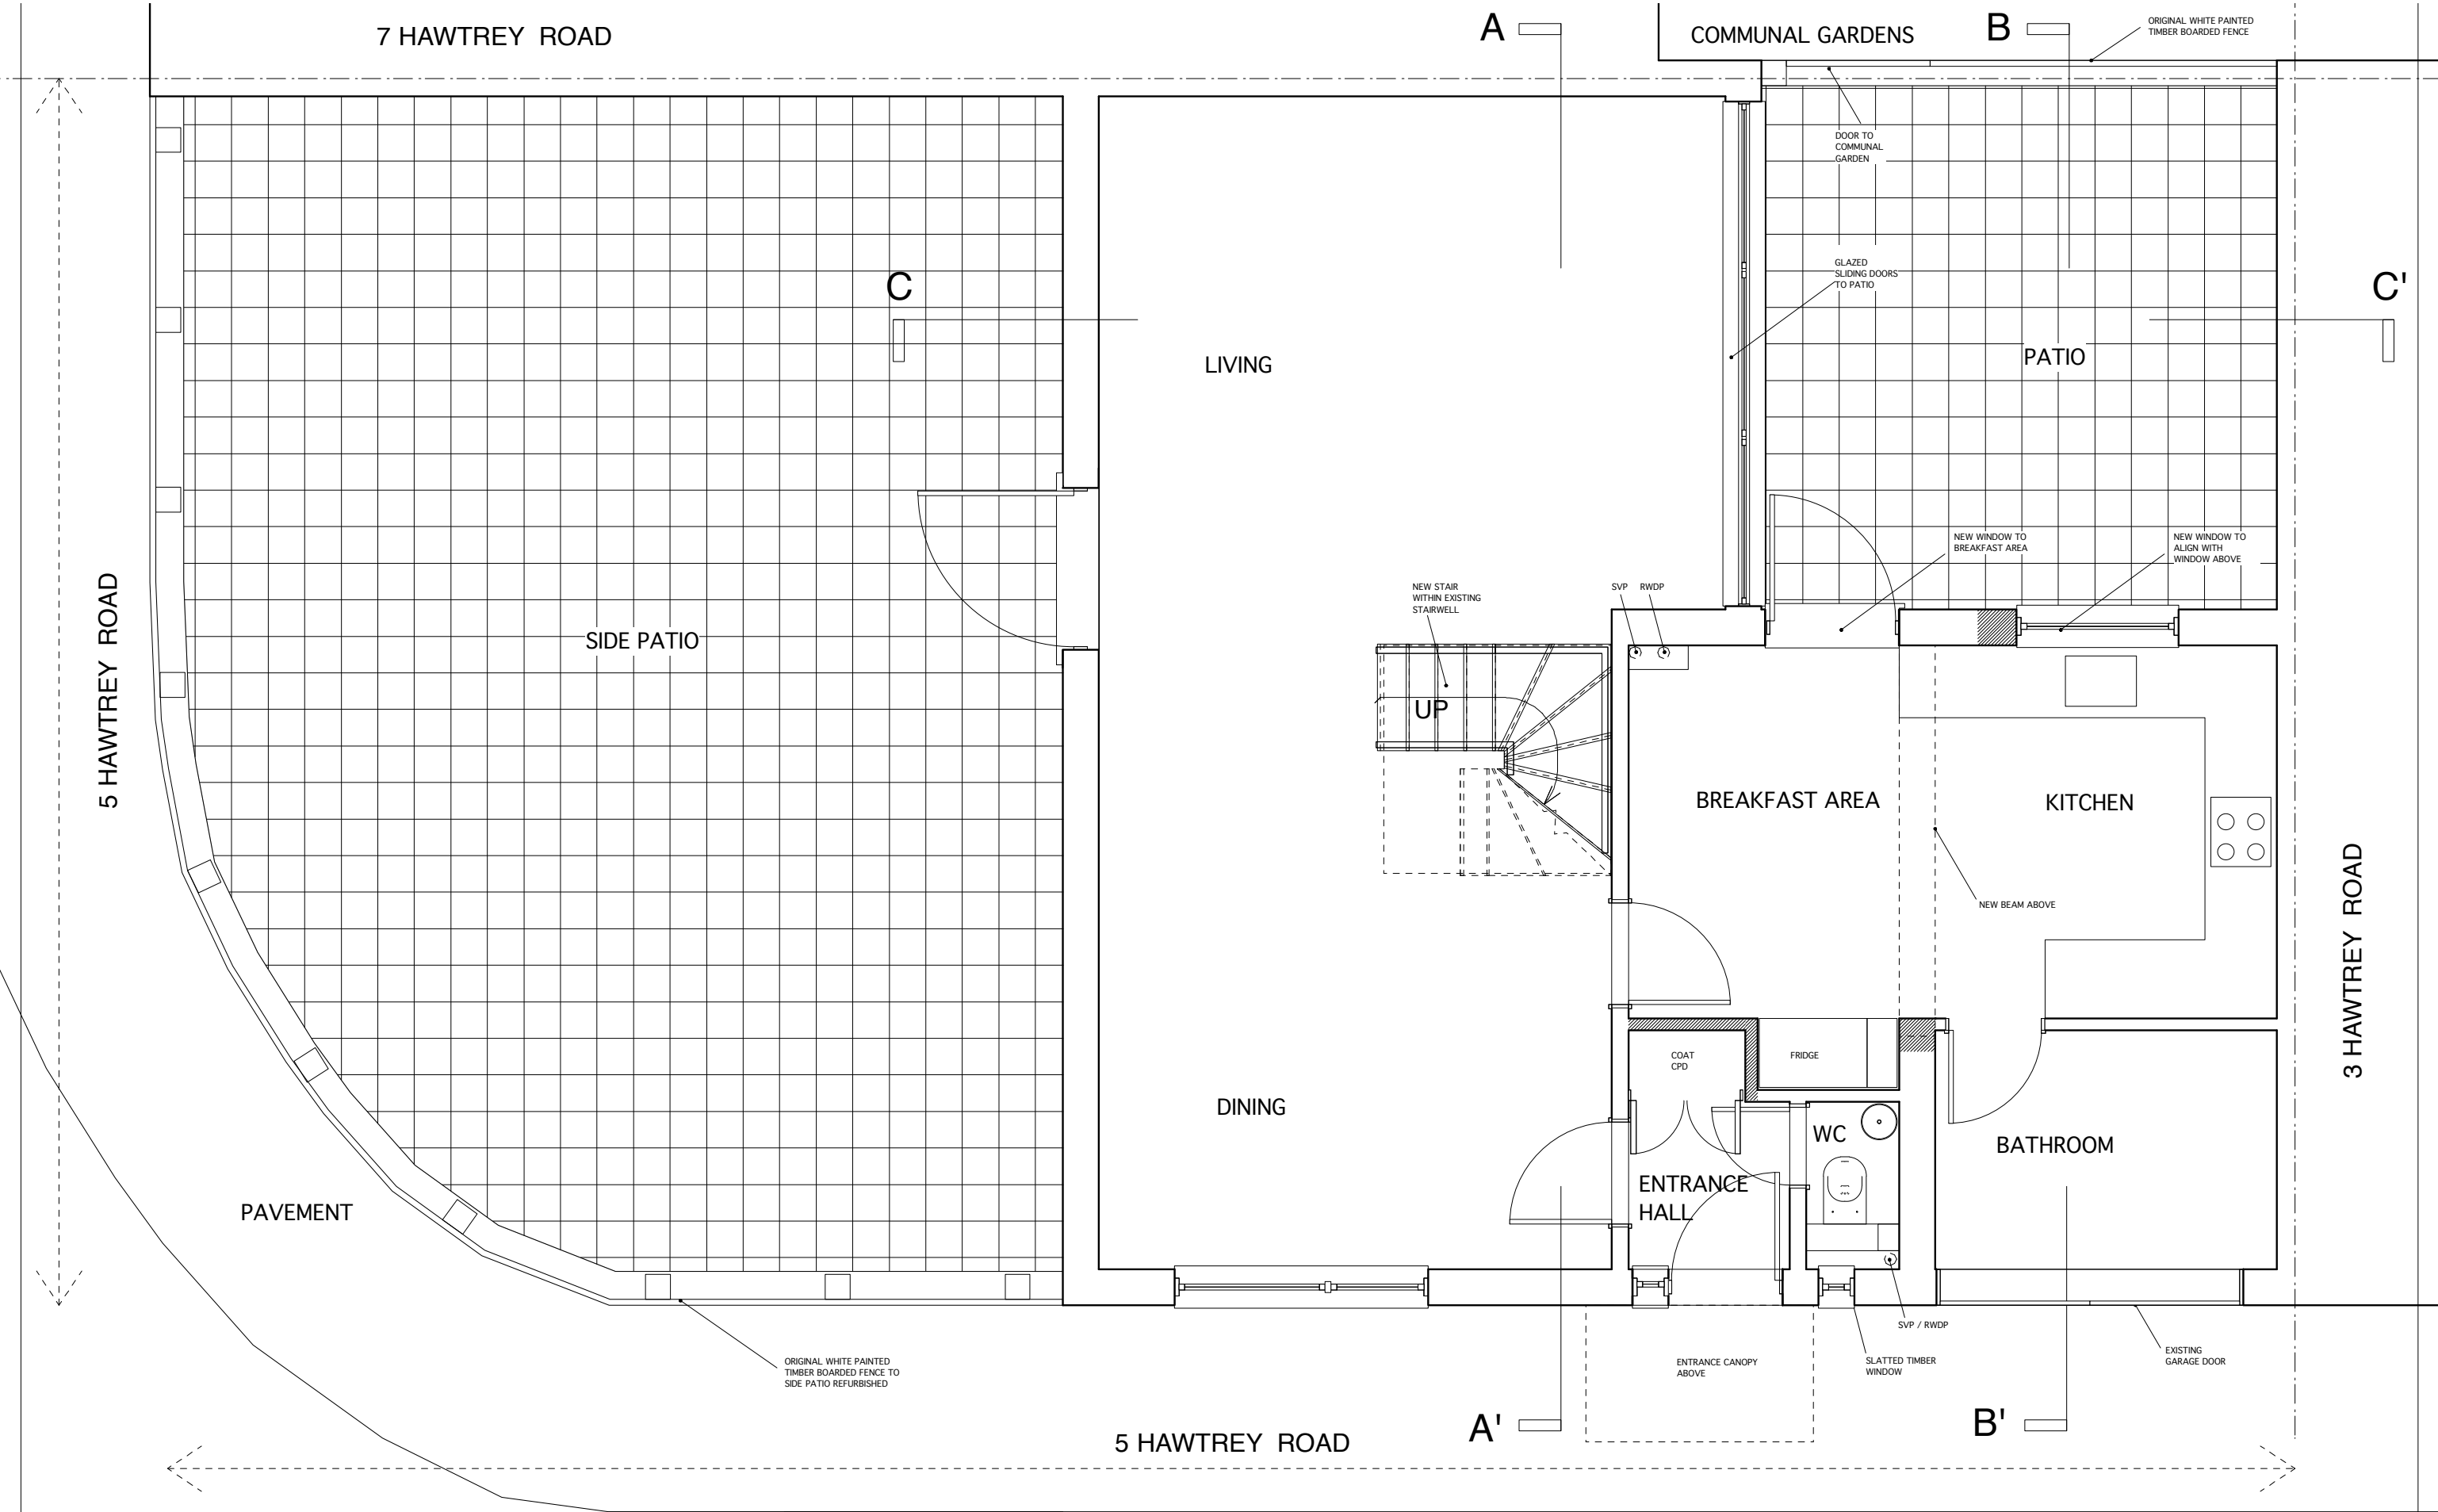 7 HAWTREY ROAD
A
COMMUNAL GARDENS
B
ORIGINAL WHITE PAINTED
TIMBER BOARDED FENCE
DOOR TO
COMMUNAL
GARDEN
C
GLAZED
SLIDING DOORS
TO PATIO
C'
LIVING
PATIO
NEW WINDOW TO
BREAKFAST AREA
NEW WINDOW TO
ALIGN WITH
WINDOW ABOVE
NEW STAIR
WITHIN EXISTING
STAIRWELL
SVP
RWDP
5 HAWTREY ROAD
SIDE PATIO
UP
BREAKFAST AREA
KITCHEN
NEW BEAM ABOVE
3 HAWTREY ROAD
COAT
CPD
FRIDGE
DINING
WC
BATHROOM
ENTRANCE
HALL
PAVEMENT
SVP / RWDP
ORIGINAL WHITE PAINTED
TIMBER BOARDED FENCE TO
SIDE PATIO REFURBISHED
ENTRANCE CANOPY
ABOVE
SLATTED TIMBER
WINDOW
EXISTING
GARAGE DOOR
5 HAWTREY ROAD
A'
B'